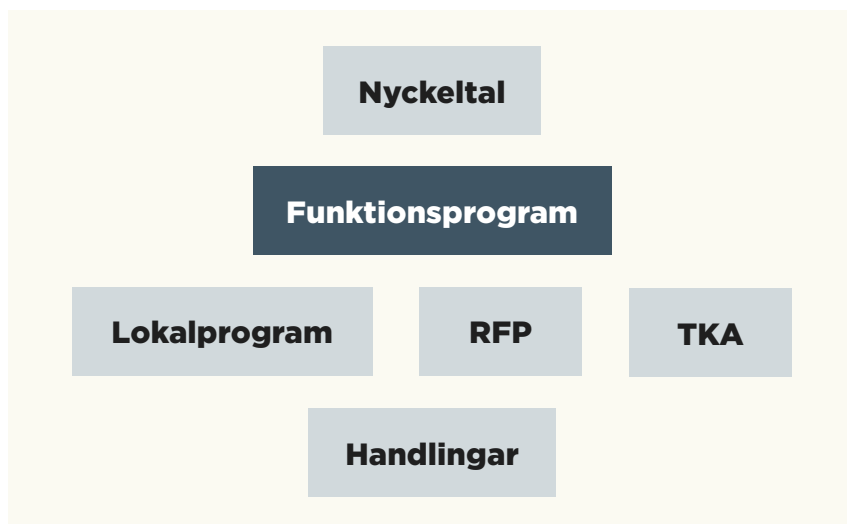 Nyckeltal
Funktionsprogram
Lokalprogram
RFP
TKA
Handlingar